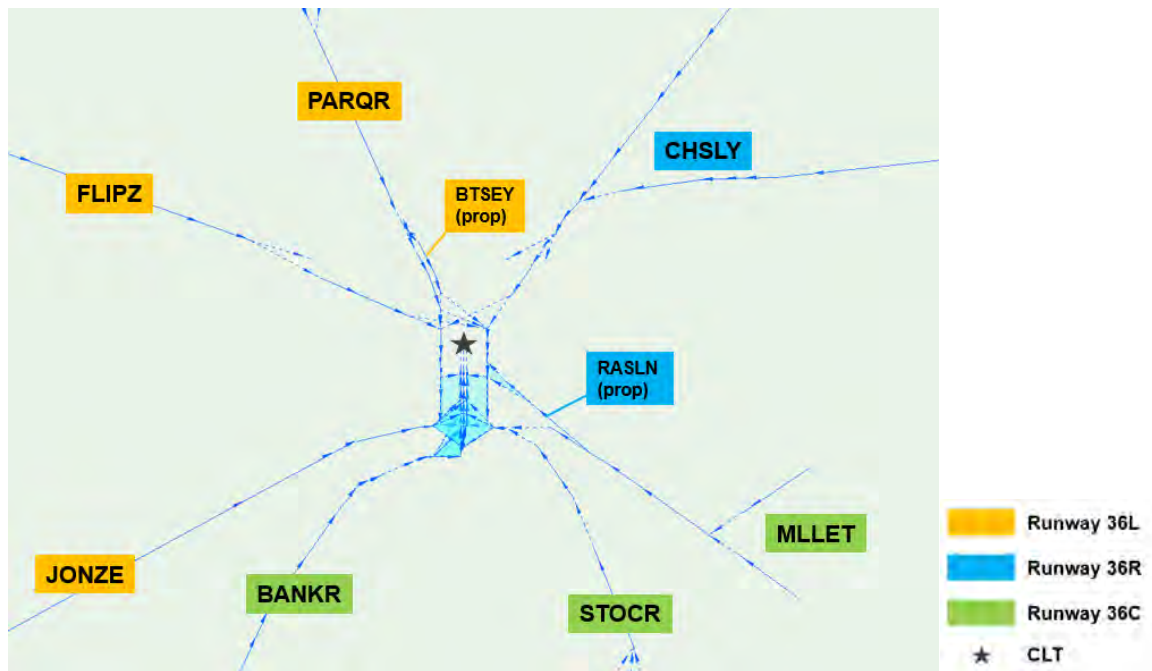 PARQR
CHSLY
FLIPZ
BTSEY
(prop)
RASLN
(prop)
MLLET
JONZE
BANKR
STOCR
Runway 36L
Runway 36R
Runway 36C
CLT